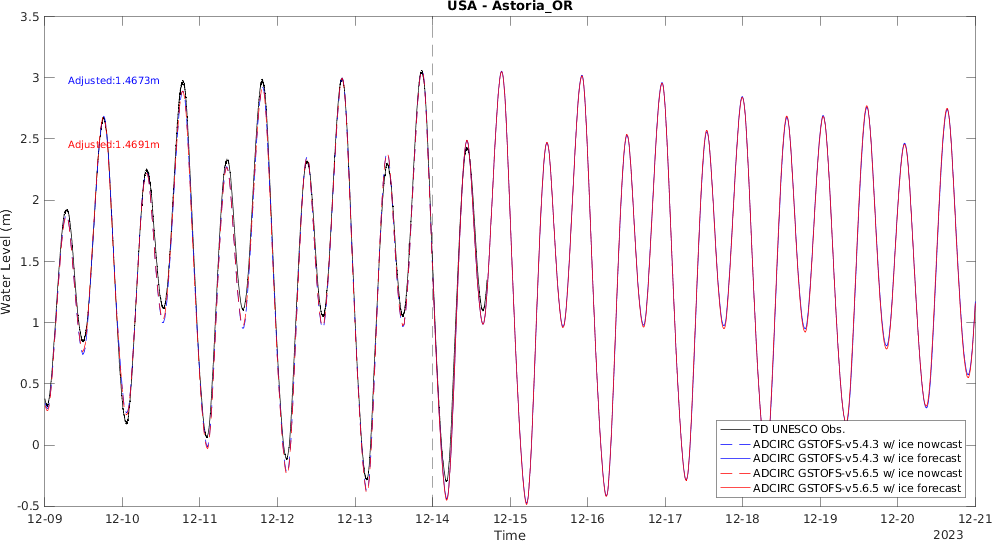 USA - Astoria_OR
3.5
3
2.5
2
1.5
1
0.5
0
-0.5
Water Level (m)
Adjusted:1.4673m
Adjusted:1.4691m
TD UNESCO Obs.
ADCIRC GSTOFS-v5.4.3 w/ ice nowcast
ADCIRC GSTOFS-v5.4.3 w/ ice forecast
ADCIRC GSTOFS-v5.6.5 w/ ice nowcast
ADCIRC GSTOFS-v5.6.5 w/ ice forecast
12-09 12-10 12-11 12-12 12-13 12-14 12-15 12-16 12-17 12-18 12-19 12-20 12-21
Time
2023